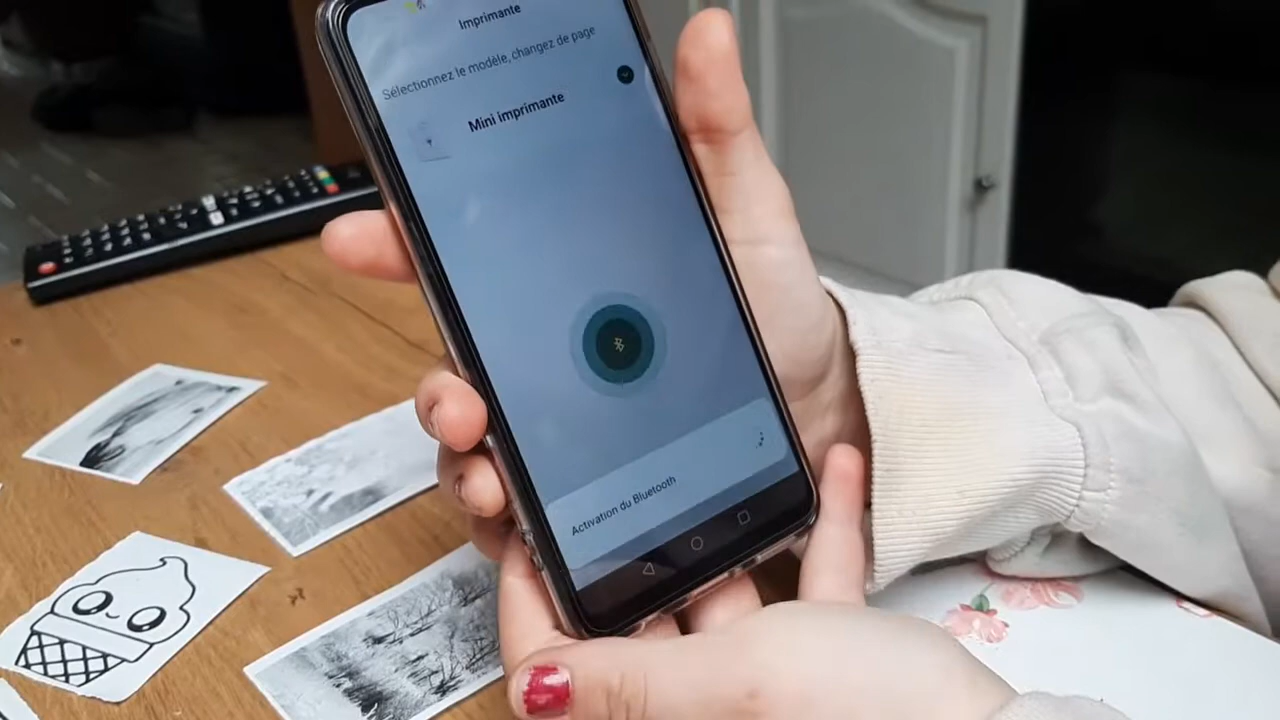 Imprimante
Sélectionnez le modèle, changez de page
Mini imprimante
Activation du Bluetooth